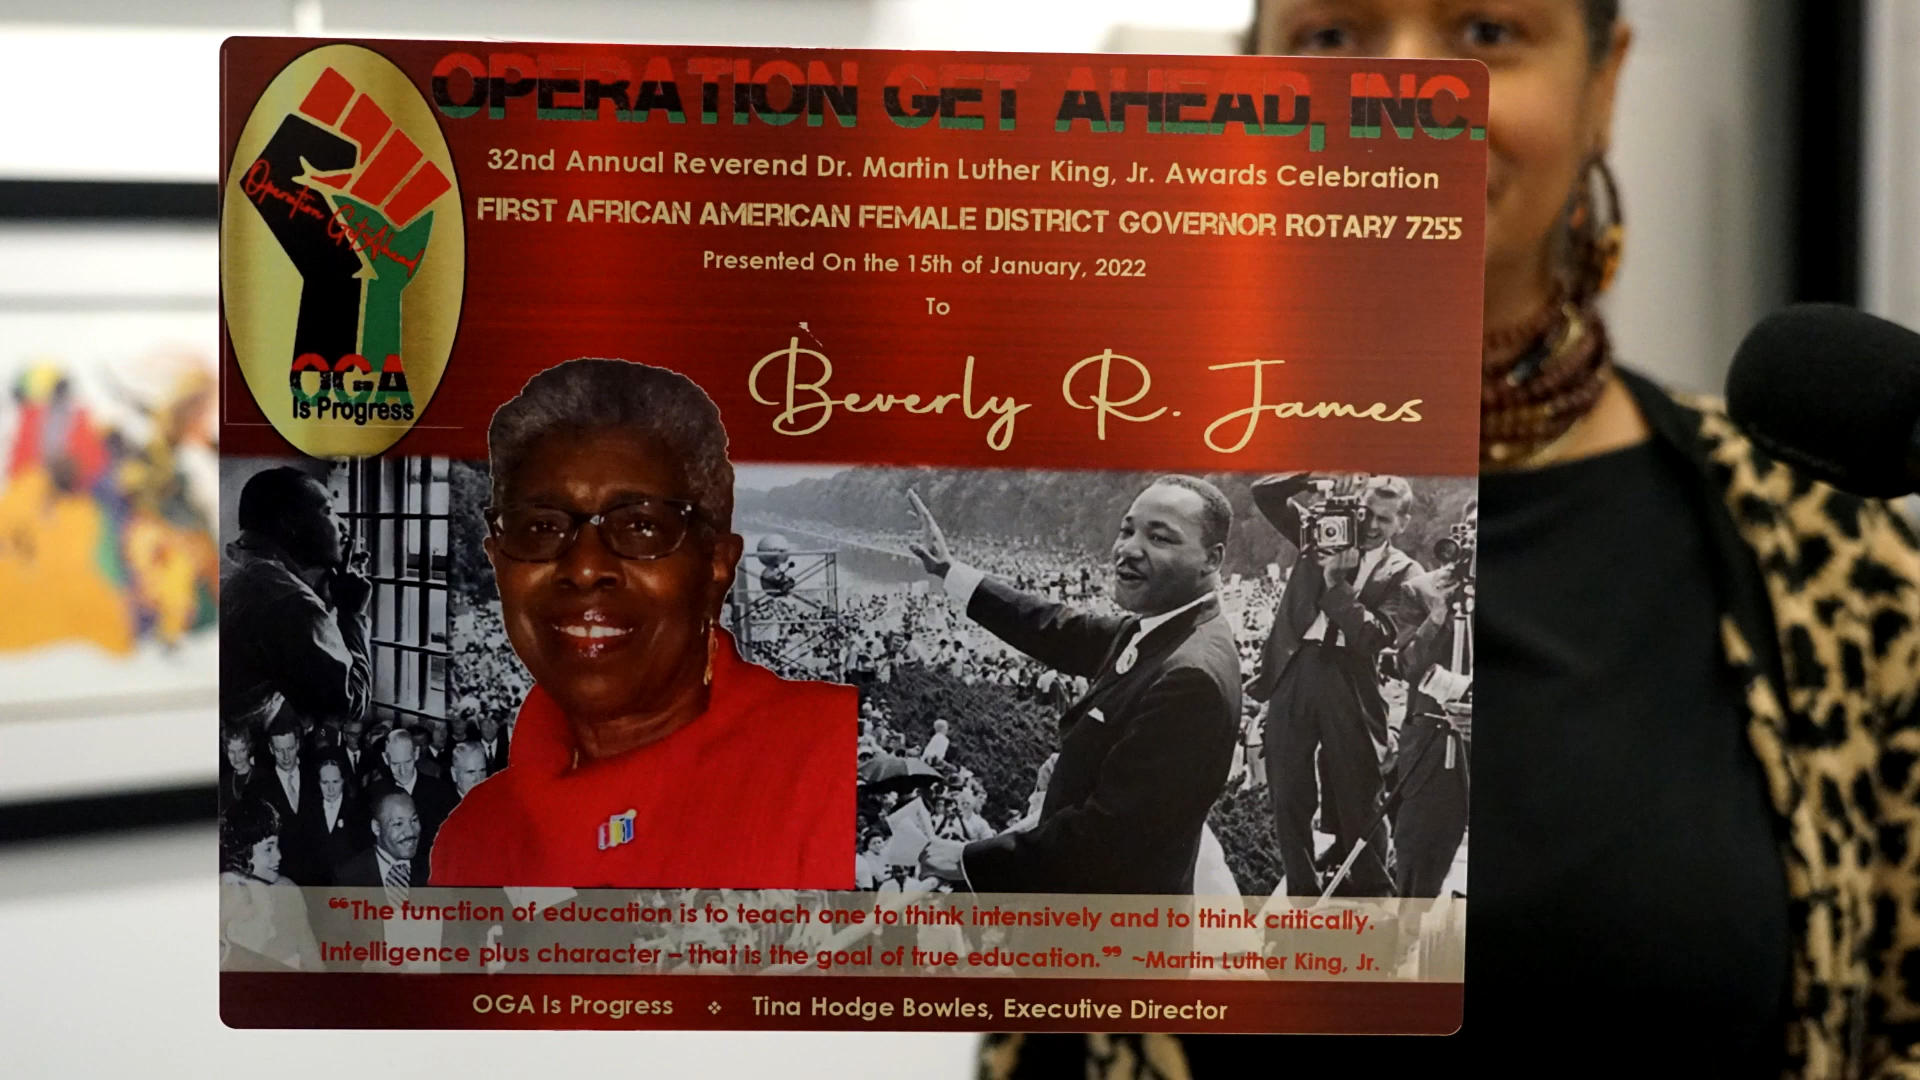 OPERATION GET AHEAD, INC.
32nd Annual Reverend Dr. Martin Luther King, Jr. Awards Celebration
FIRST AFRICAN AMERICAN FEMALE DISTRICT GOVERNOR ROTARY 7255
Presented On the 15th of January, 2022
To
Beverly R. James
Operation Get Ahead
OGA
Is Progress
❝The function of education is to teach one to think intensively and to think critically.
Intelligence plus character – that is the goal of true education.❞ ~Martin Luther King, Jr.
OGA Is Progress ❖ Tina Hodge Bowles, Executive Director